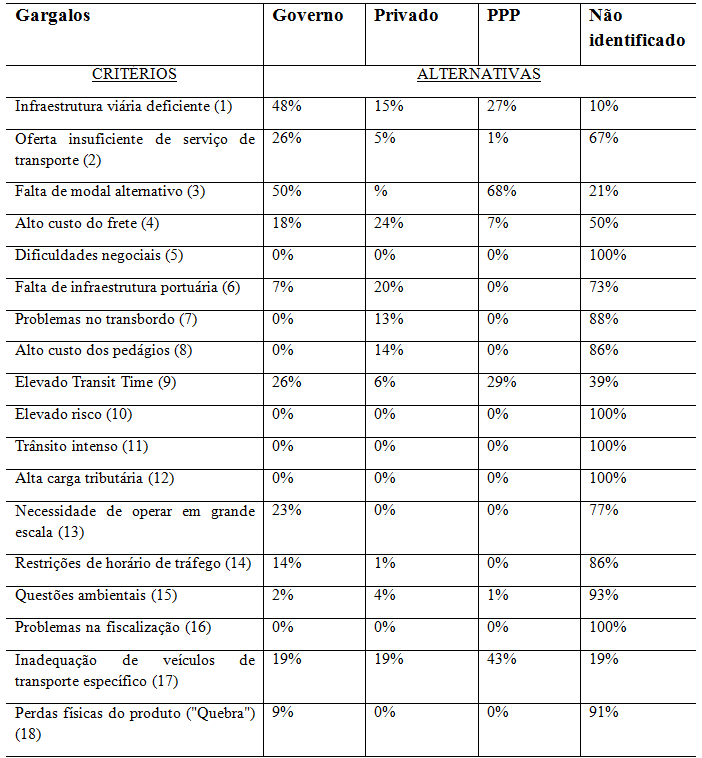 Gargalos Governo Privado PPP Não
identificado
CRITÉRIOS ALTERNATIVAS
Infraestrutura viária deficiente (1) 48% 15% 27% 10%
Oferta insuficiente de serviço de 26% 5% 1% 67%
transporte (2)
Falta de modal alternativo (3) 50% % 68% 21%
Alto custo do frete (4) 18% 24% 7% 50%
Dificuldades negociais (5) 0% 0% 0% 100%
Falta de infraestrutura portuária (6) 7% 20% 0% 73%
Problemas no transbordo (7) 0% 13% 0% 88%
Alto custo dos pedágios (8) 0% 14% 0% 86%
Elevado Transit Time (9) 26% 6% 29% 39%
Elevado risco (10) 0% 0% 0% 100%
Trânsito intenso (11) 0% 0% 0% 100%
Alta carga tributária (12) 0% 0% 0% 100%
Necessidade de operar em grande 23% 0% 0% 77%
escala (13)
Restrições de horário de tráfego (14) 14% 1% 0% 86%
Questões ambientais (15) 2% 4% 1% 93%
Problemas na fiscalização (16) 0% 0% 0% 100%
Inadequação de veículos de 19% 19% 43% 19%
transporte específico (17)
Perdas físicas do produto ("Quebra") 9% 0% 0% 91%
(18)